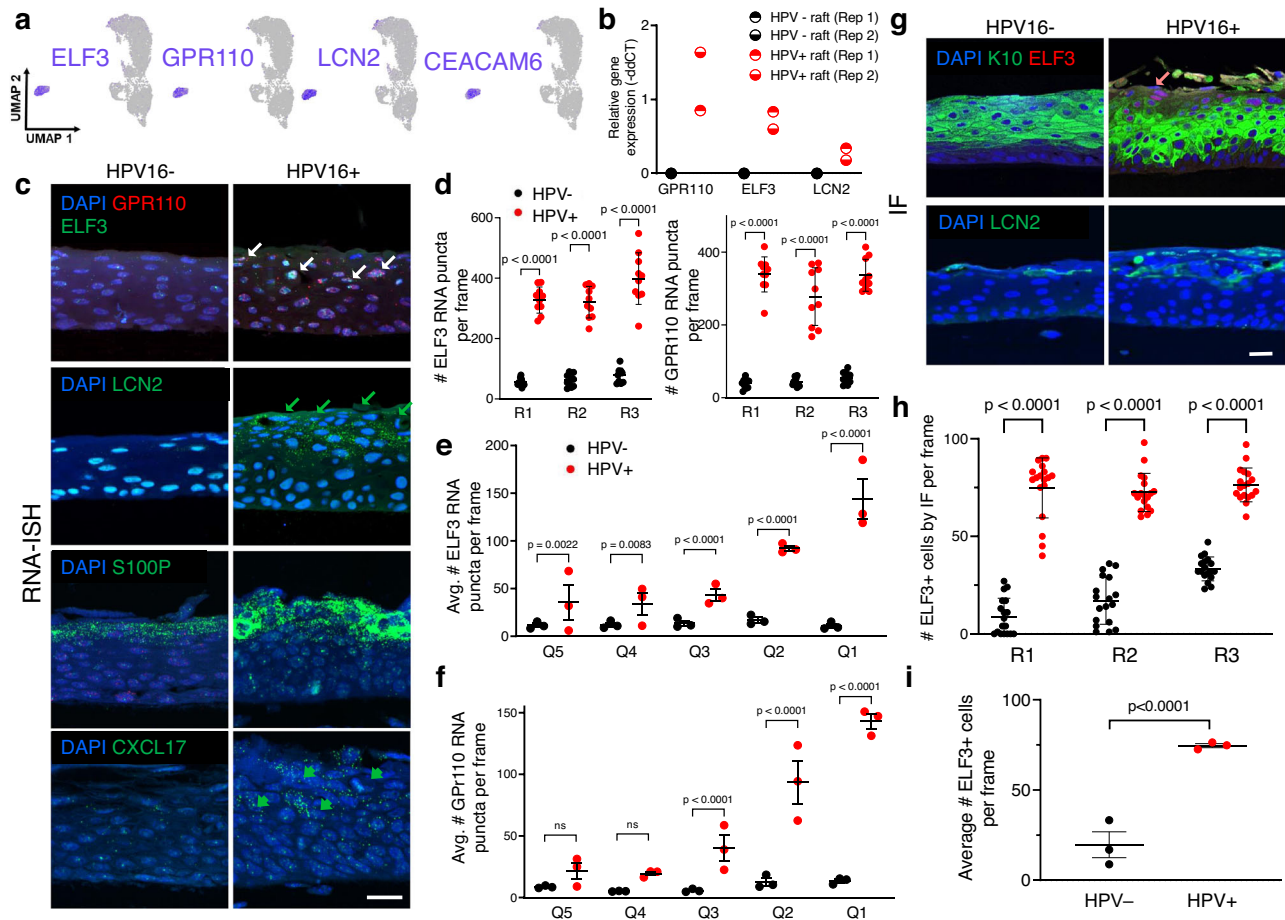 a
ELF3
GPR110
LCN2
CEACAM6
UMAP 2
UMAP 1
b
Relative gene
expression (-ddCT)
2
1
0
GPR110
ELF3
LCN2
HPV - raft (Rep 1)
HPV - raft (Rep 2)
HPV+ raft (Rep 1)
HPV+ raft (Rep 2)
c
HPV16-
HPV16+
RNA-ISH
DAPI GPR110
ELF3
DAPI LCN2
DAPI S100P
DAPI CXCL17
d
HPV-
HPV+
# ELF3 RNA puncta
per frame
600
400
200
0
p < 0.0001
p < 0.0001
p < 0.0001
R1
R2
R3
# GPR110 RNA puncta
per frame
400
200
0
p <0.0001
p <0.0001
p <0.0001
R1
R2
R3
e
HPV-
HPV+
Avg. # ELF3 RNA
puncta per frame
200
150
100
50
0
p = 0.0022
p = 0.0083
p <0.0001
p <0.0001
p <0.0001
Q5
Q4
Q3
Q2
Q1
f
Avg. # GPr110 RNA
puncta per frame
150
100
50
0
ns
ns
p <0.0001
p <0.0001
p <0.0001
Q5
Q4
Q3
Q2
Q1
g
HPV16-
HPV16+
IF
DAPI K10 ELF3
DAPI LCN2
h
# ELF3+ cells by IF per frame
100
50
0
p < 0.0001
p < 0.0001
p < 0.0001
R1
R2
R3
i
Average # ELF3+ cells
per frame
100
50
0
p<0.0001
HPV–
HPV+